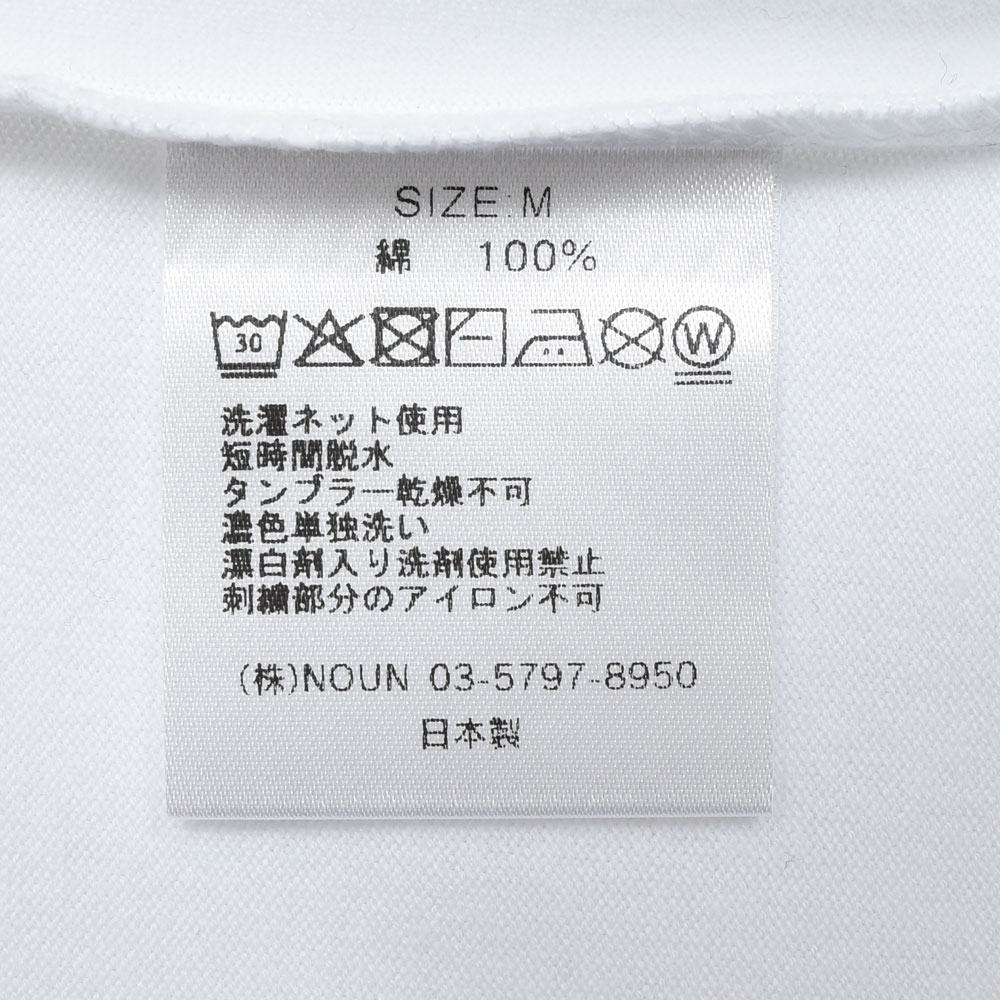 SIZE:M
綿 100%
30
W
洗濯ネット使用
短時間脱水
タンブラー乾燥不可
濃色単独洗い
漂白剤入り洗剤使用禁止
刺繍部分のアイロン不可
(株)NOUN 03-5797-8950
日本製